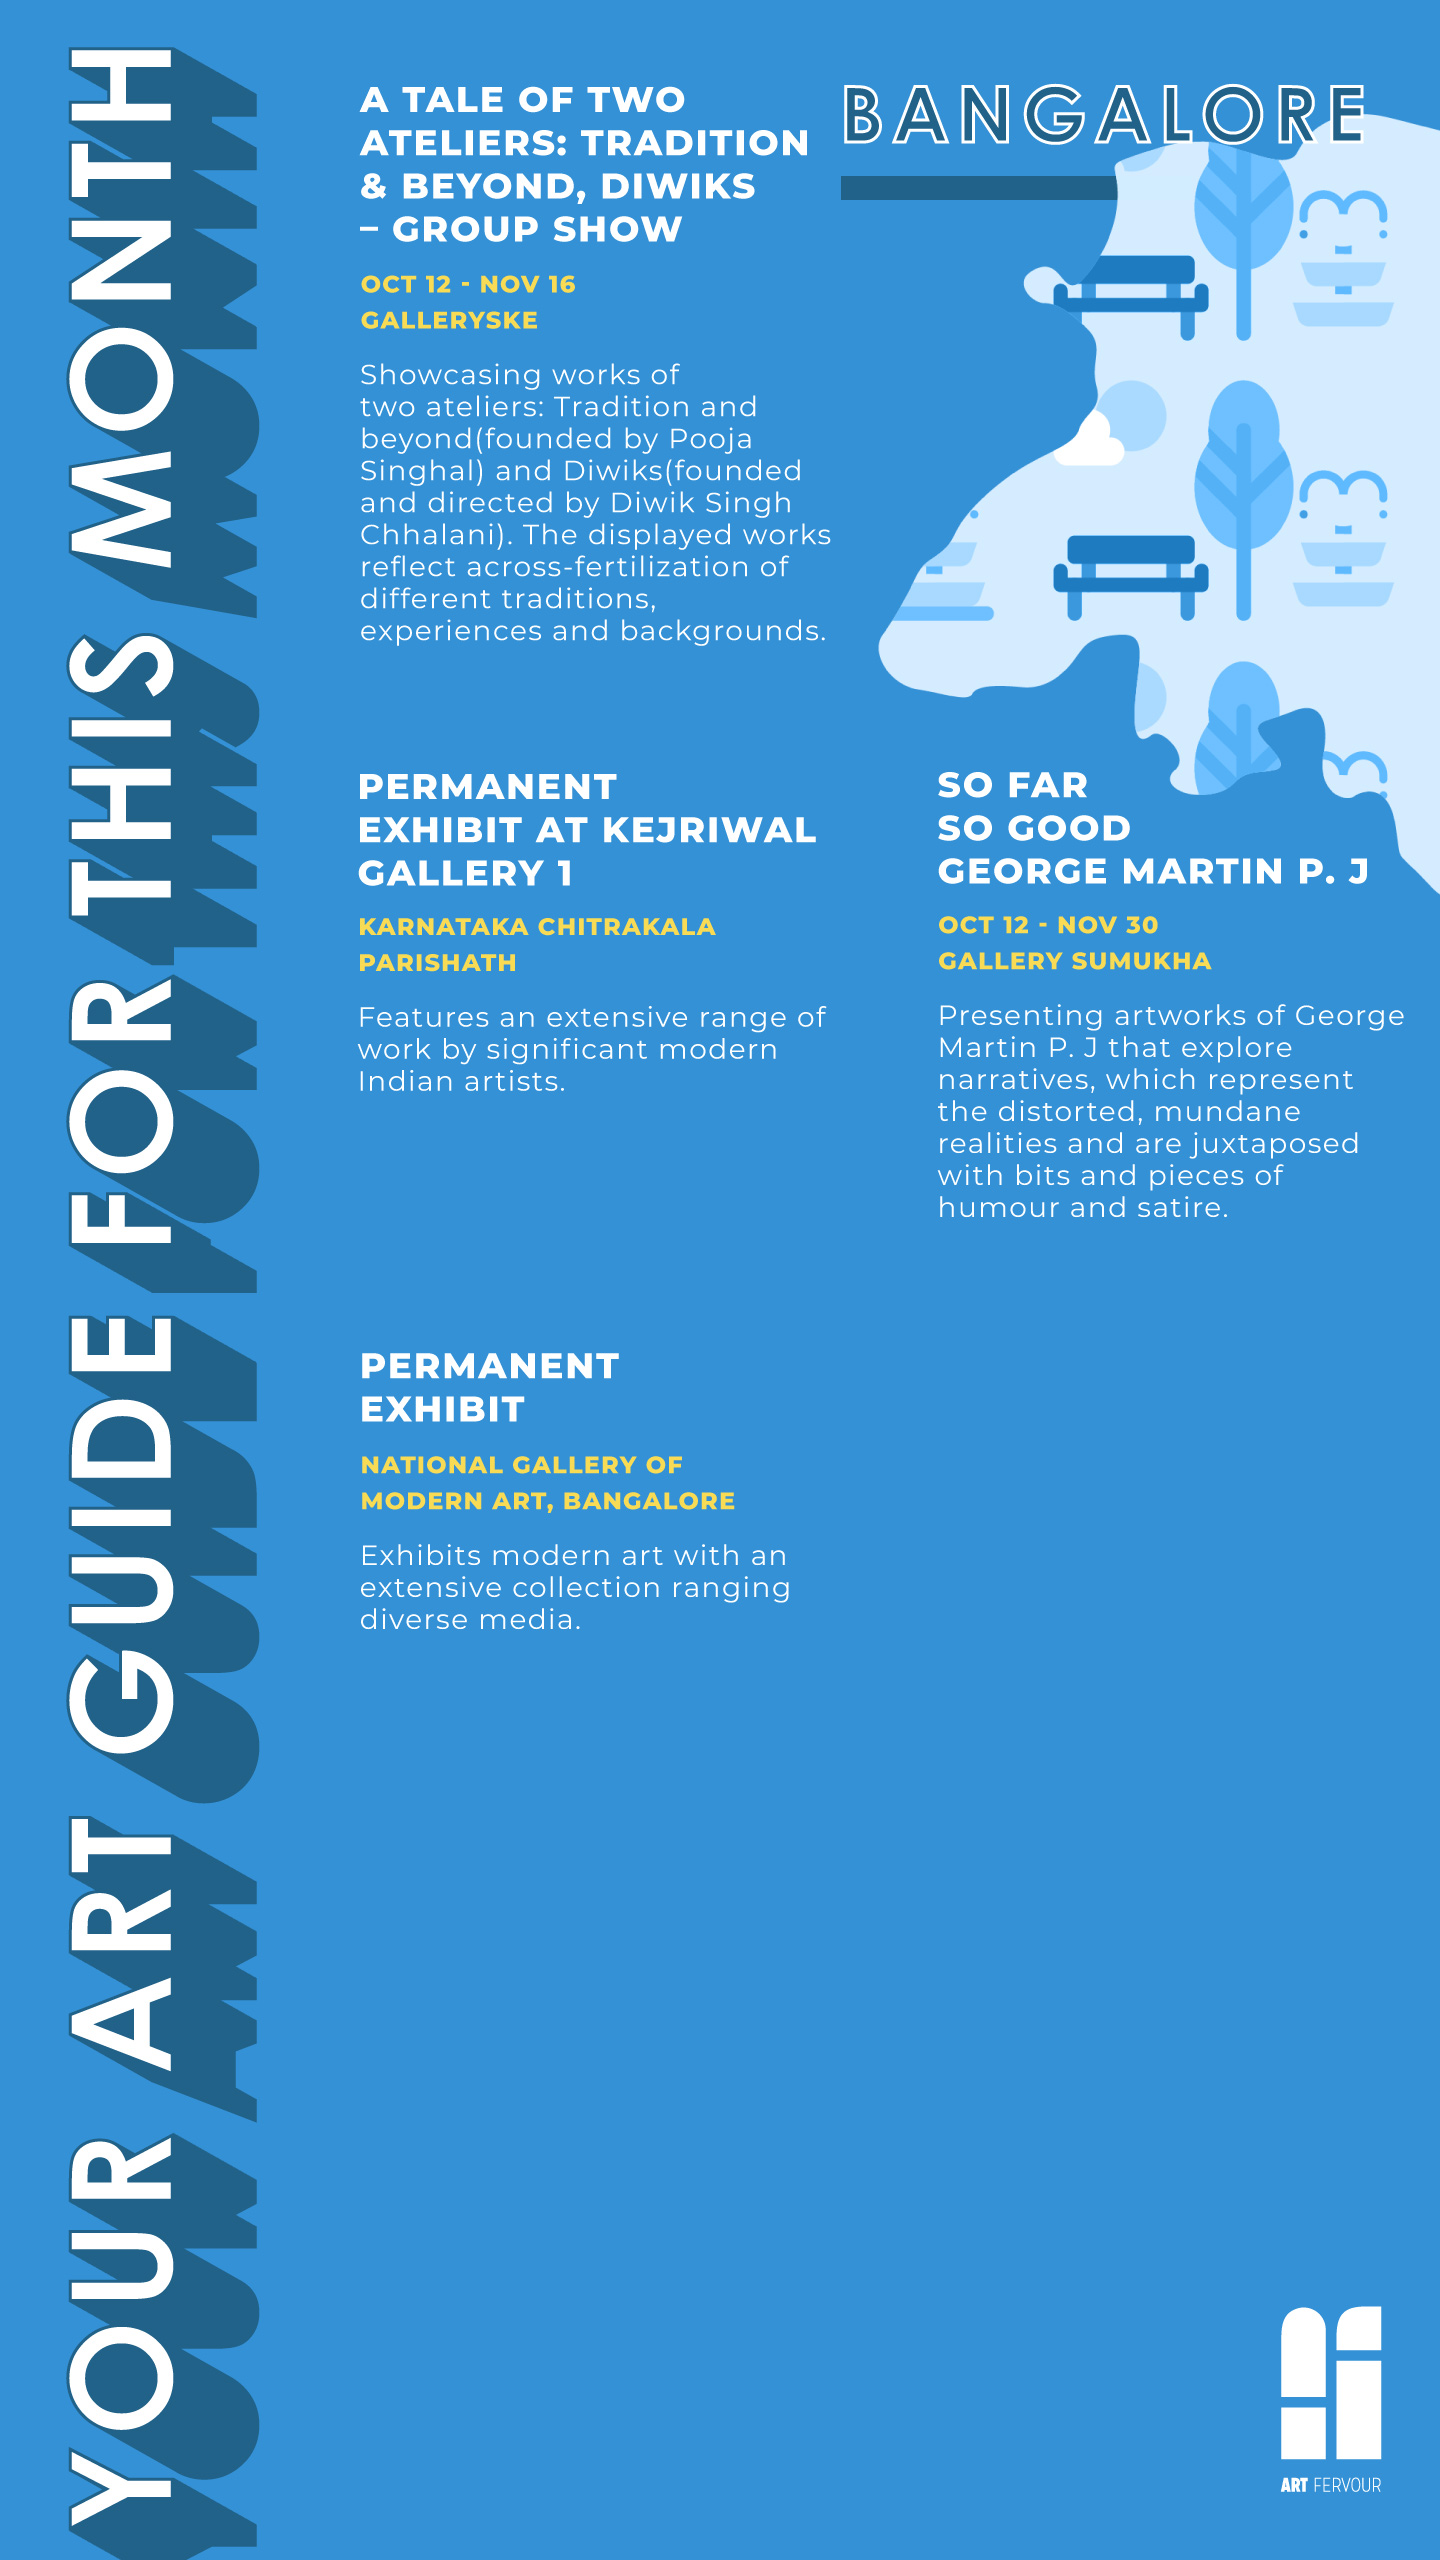 YOUR ART GUIDE FOR THIS MONTH
BANGALORE
A TALE OF TWO
ATELIERS: TRADITION
& BEYOND, DIWIKS
– GROUP SHOW
OCT 12 - NOV 16
GALLERYSKE
Showcasing works of
two ateliers: Tradition and
beyond(founded by Pooja
Singhal) and Diwiks(founded
and directed by Diwik Singh
Chhalani). The displayed works
reflect across-fertilization of
different traditions,
experiences and backgrounds.
PERMANENT
EXHIBIT AT KEJRIWAL
GALLERY 1
KARNATAKA CHITRAKALA
PARISHATH
Features an extensive range of
work by significant modern
Indian artists.
SO FAR
SO GOOD
GEORGE MARTIN P. J
OCT 12 - NOV 30
GALLERY SUMUKHA
Presenting artworks of George
Martin P. J that explore
narratives, which represent
the distorted, mundane
realities and are juxtaposed
with bits and pieces of
humour and satire.
PERMANENT
EXHIBIT
NATIONAL GALLERY OF
MODERN ART, BANGALORE
Exhibits modern art with an
extensive collection ranging
diverse media.
ART FERVOUR